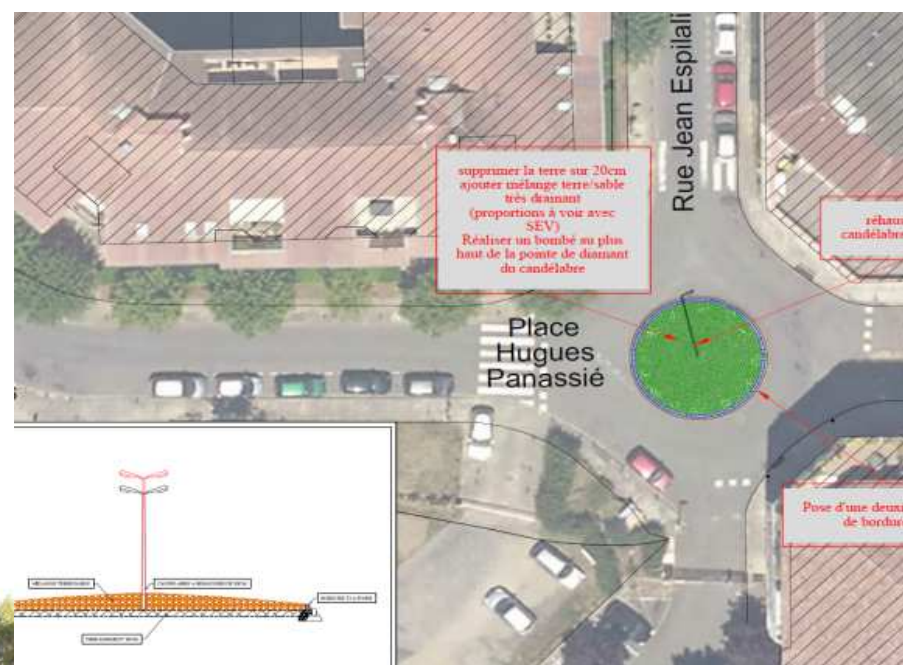 Rue Jean Espilali
supprimer la terre sur 20cm
ajouter mélange terre/sable
très drainant
(proportions à voir avec
SEV)
Réaliser un bombé au plus
haut de la pointe de diamant
du candélabre
réhau
candélabre
Place
Hugues
Panassié
Pose d'une deuxi
de bordur